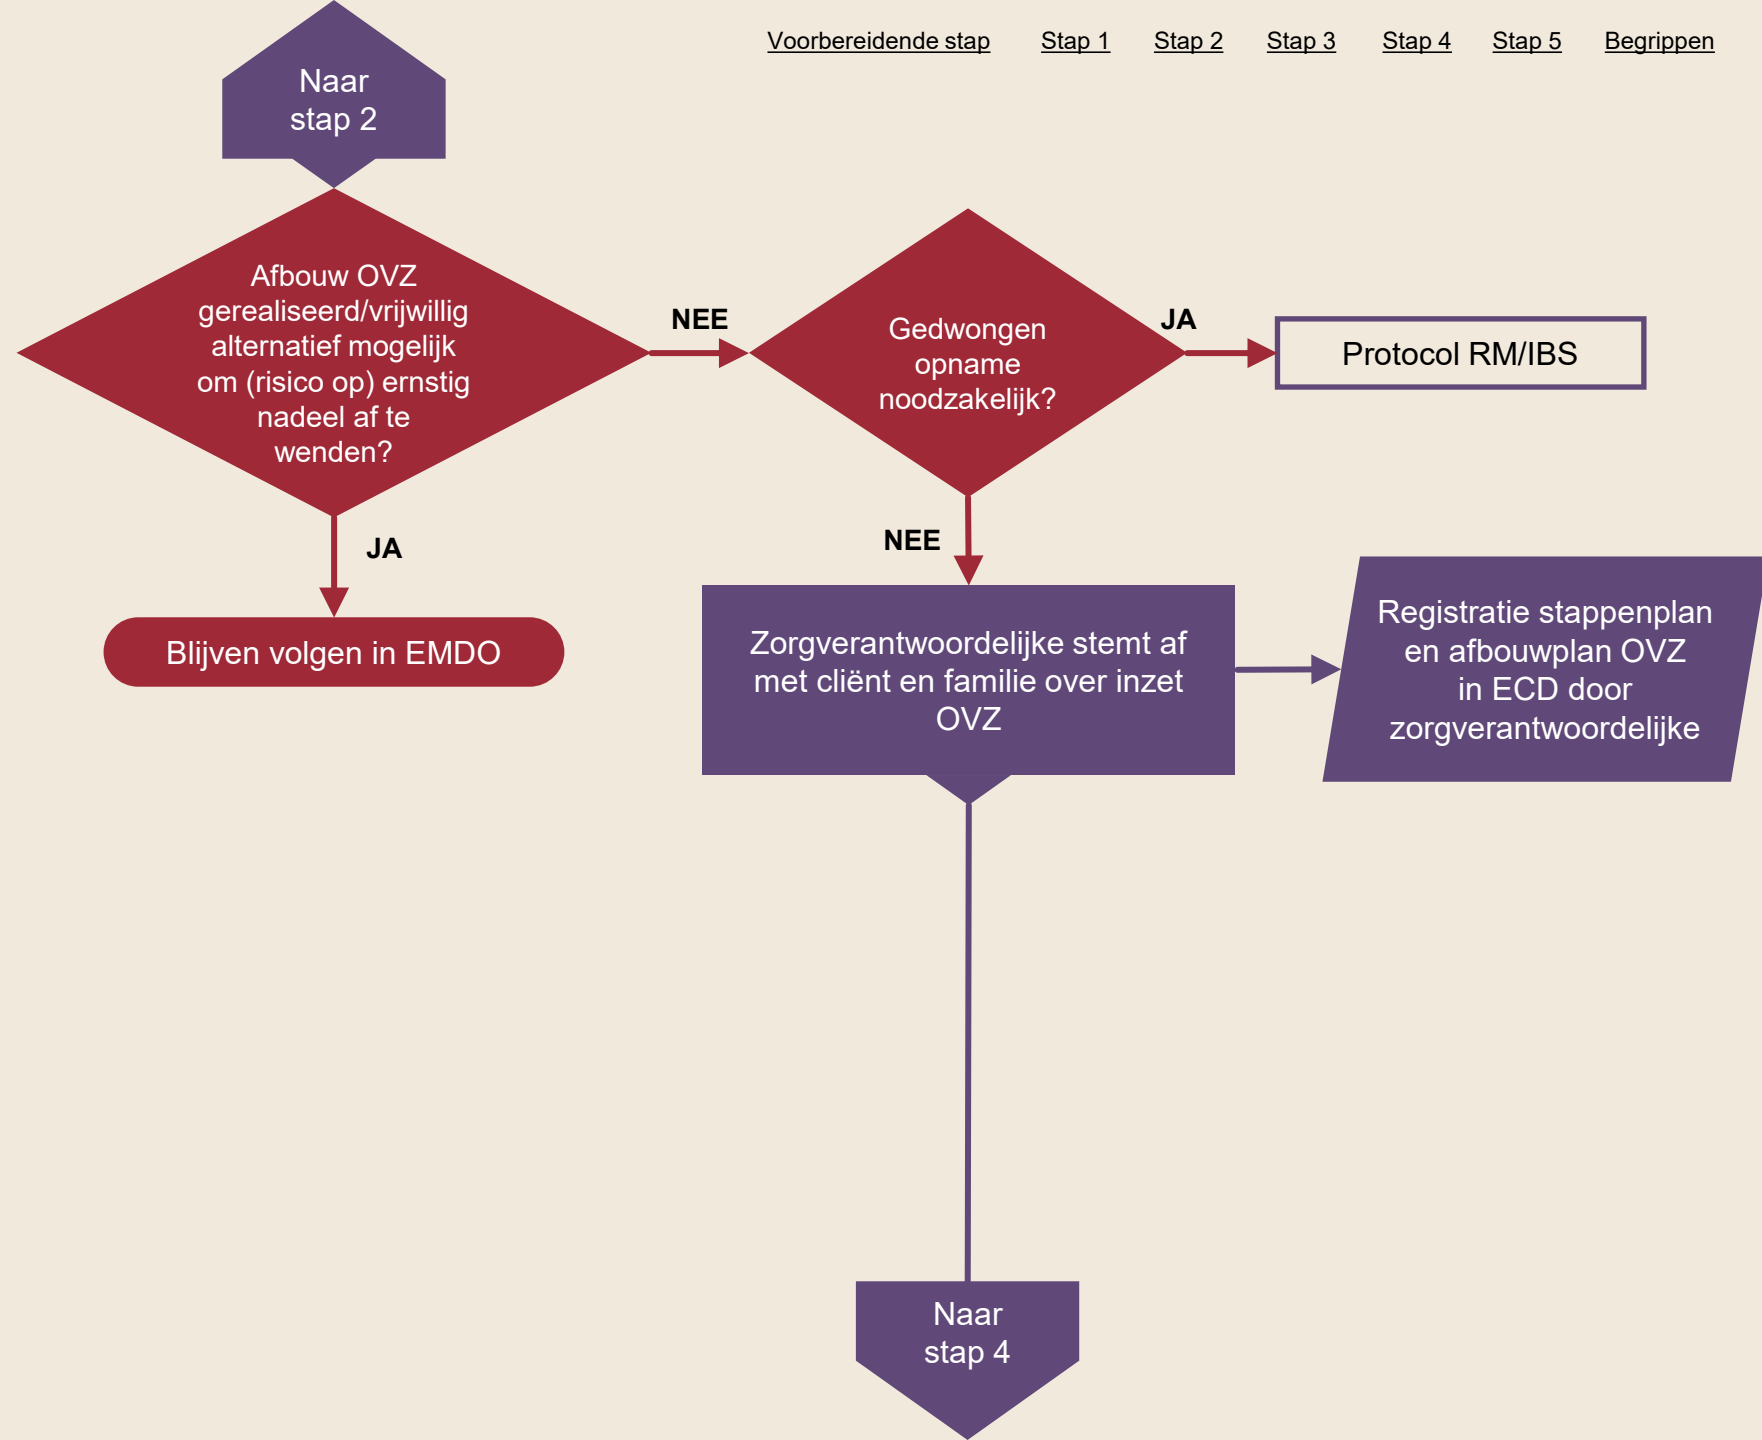 Voorbereidende stap Stap 1 Stap 2 Stap 3 Stap 4 Stap 5 Begrippen
Naar
stap 2
Afbouw OVZ
gerealiseerd/vrijwillig
alternatief mogelijk
om (risico op) ernstig
nadeel af te
wenden?
NEE
Gedwongen
opname
noodzakelijk?
JA
Protocol RM/IBS
JA
Blijven volgen in EMDO
NEE
Zorgverantwoordelijke stemt af
met cliënt en familie over inzet
OVZ
Registratie stappenplan
en afbouwplan OVZ
in ECD door
zorgverantwoordelijke
Naar
stap 4